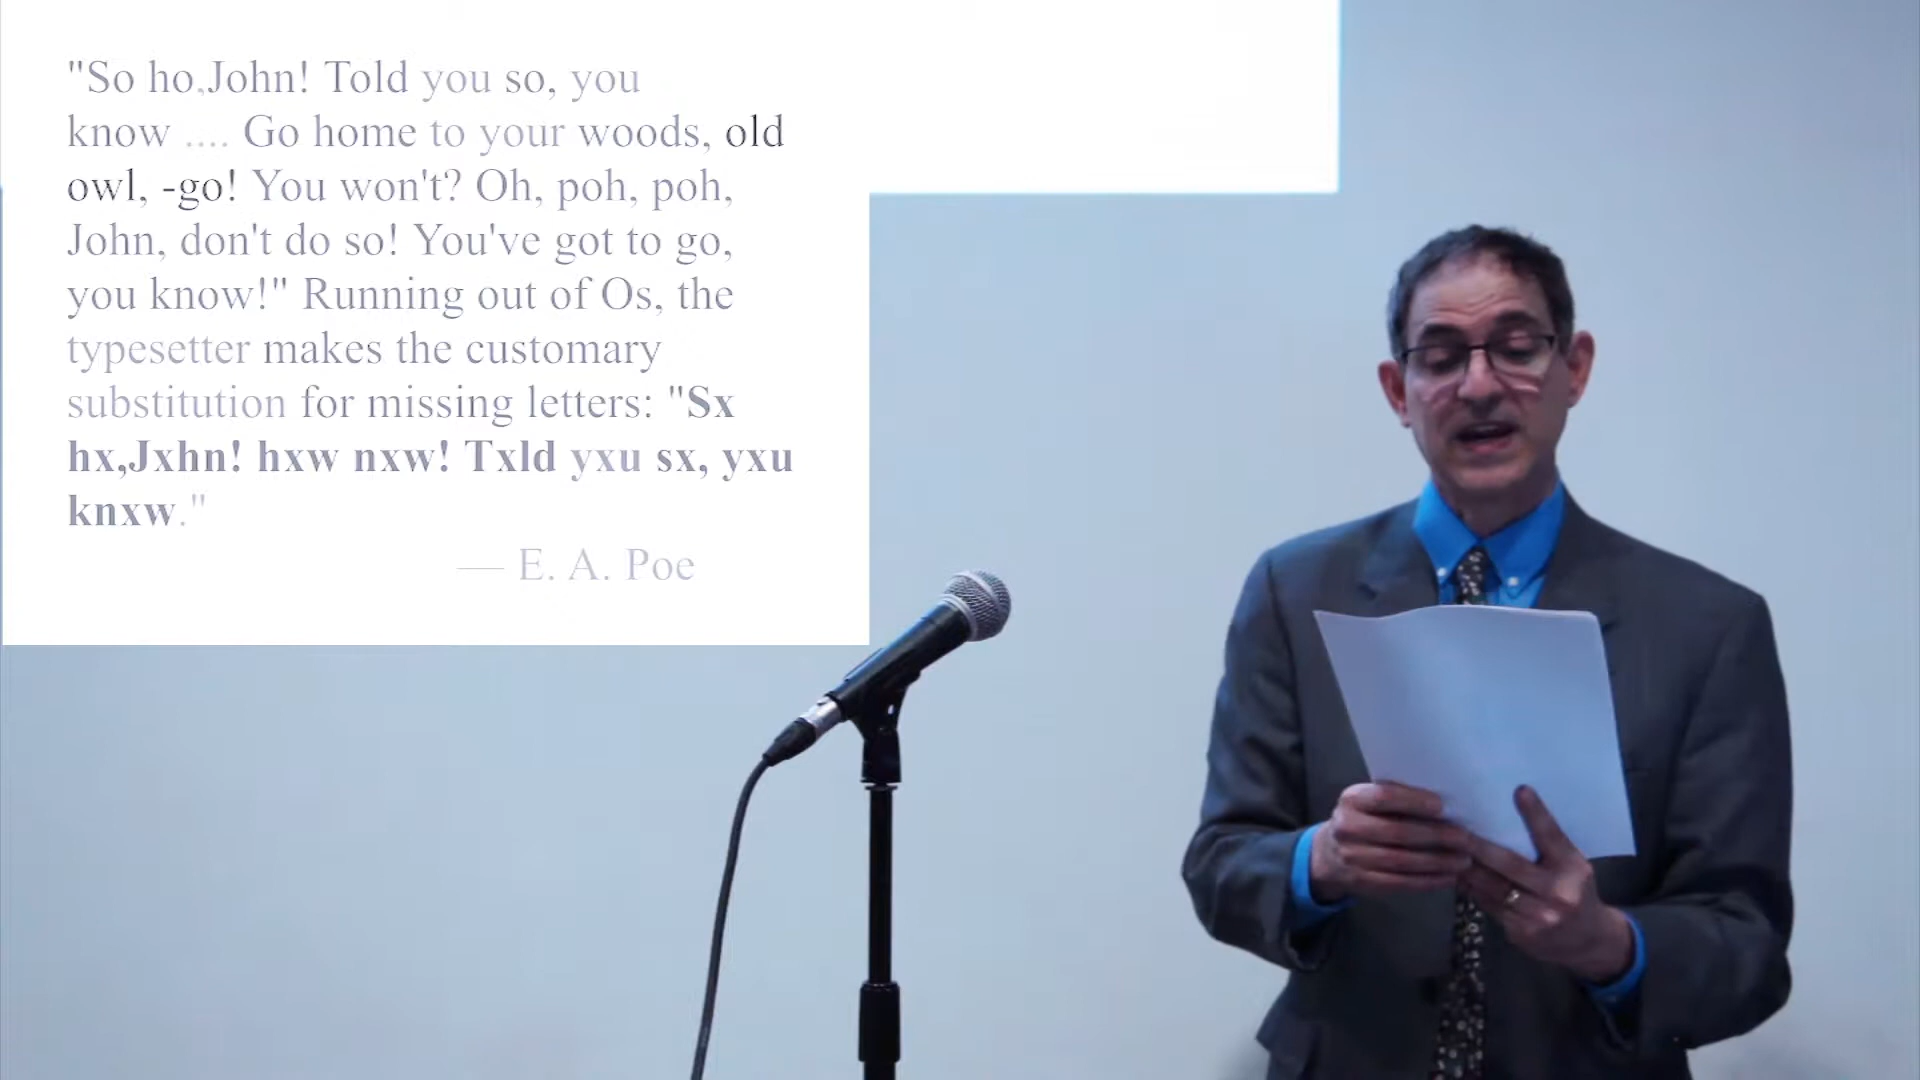 "So ho,John! Told you so, you
know .... Go home to your woods, old
owl, -go! You won't? Oh, poh, poh,
John, don't do so! You've got to go,
you know!" Running out of Os, the
typesetter makes the customary
substitution for missing letters: "Sx
hx,Jxhn! hxw nxw! Txld yxu sx, yxu
knxw."
— E. A. Poe